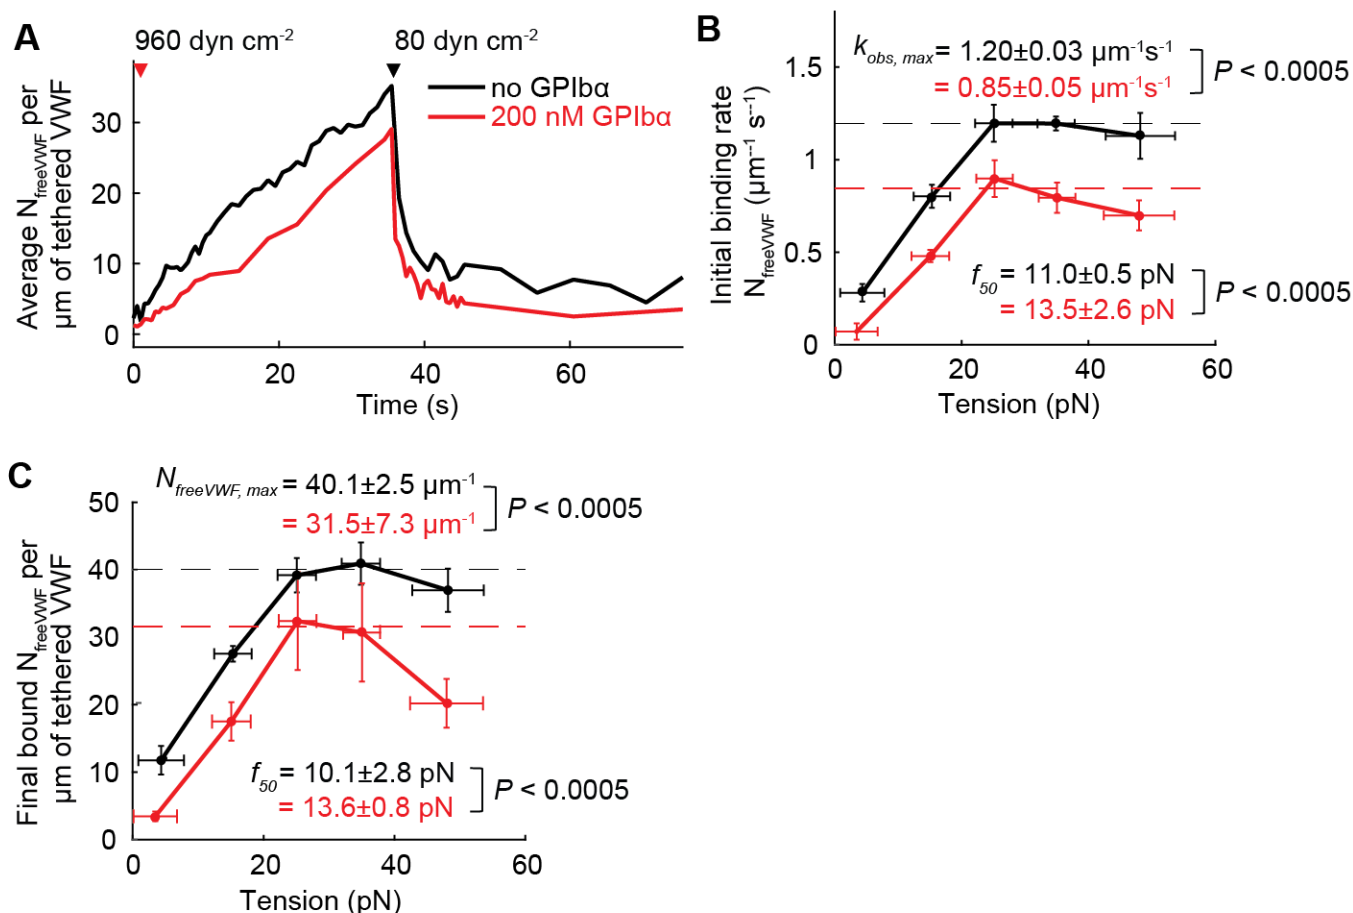 A
960 dyn cm-2
80 dyn cm-2
no GPIbα
200 nM GPIbα
Average NfreeVWF per
µm of tethered VWF
0
10
20
30
0
20
40
60
Time (s)
B
kobs, max = 1.20±0.03 µm-1s-1
= 0.85±0.05 µm-1s-1
P < 0.0005
Initial binding rate
NfreeVWF (µm-1 s-1)
0
0.5
1
1.5
f50 = 11.0±0.5 pN
= 13.5±2.6 pN
P < 0.0005
0
20
40
60
Tension (pN)
C
NfreeVWF, max = 40.1±2.5 µm-1
= 31.5±7.3 µm-1
P < 0.0005
Final bound NfreeVWF per
µm of tethered VWF
0
10
20
30
40
50
f50 = 10.1±2.8 pN
= 13.6±0.8 pN
P < 0.0005
0
20
40
60
Tension (pN)